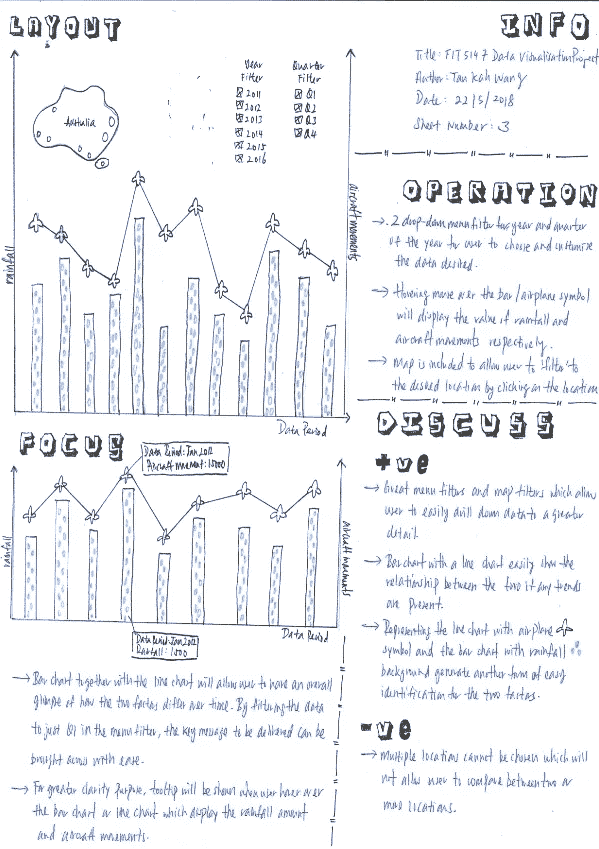 LAYOUT
Year
Filter
2011
2012
2013
2014
2015
2016
Quarter
Filter
Q1
Q2
Q3
Q4
Australia
rainfall
Aircraft movements
Data Period
INFO
Title: FIT5147 Data Visualisation Project
Author: Tan Kah Wang
Date: 22/5/2018
Sheet Number: 3
OPERATION
→ 2 drop-down menu filter for year and quarter
of the year for user to choose and customise
the data desired.
→ Hovering mouse over the bar/airplane symbol
will display the value of rainfall and
aircraft movements respectively.
→ Map is included to allow user to 'filter' to
the desired location by clicking on the location
FOCUS
Data Period: Jan 2012
Aircraft movement: 15000
rainfall
aircraft movements
Data Period
Data Period: Jan 2012
Rainfall: 1500
→ Bar chart together with the line chart will allow user to have an overall
glimpse of how the two factors differ over time. By filtering the data
to just Q1 in the menu filter, the key message to be delivered can be
brought across with ease.
→ For greater clarity purpose, tooltip will be shown when user hover over
the bar chart or line chart which display the rainfall amount
and aircraft movements.
DISCUSS
+ve
→ Great menu filters and map filters which allow
user to easily drill down data to a greater
detail.
→ Bar chart with a line chart easily show the
relationship between the two if any trends
are present.
→ Representing the line chart with airplane
symbol and the bar chart with rainfall
background generate another form of easy
identification for the two factors.
-ve
→ Multiple locations cannot be chosen which will
not allow user to compare between two or
more locations.